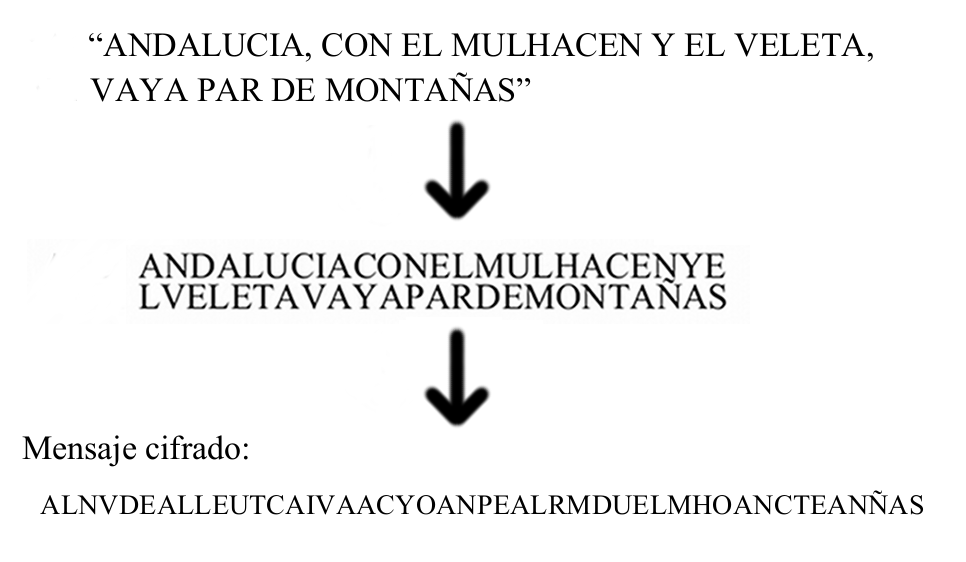 “ANDALUCIA, CON EL MULHACEN Y EL VELETA,
VAYA PAR DE MONTAÑAS”
ANDALUCIACONELMULHACENYE
LVELETAVAYAPARDEMONTAÑAS
Mensaje cifrado:
ALNVDEALLEUTCAIVAACYOANPEALRMDUELMHOANCTEANÑAS